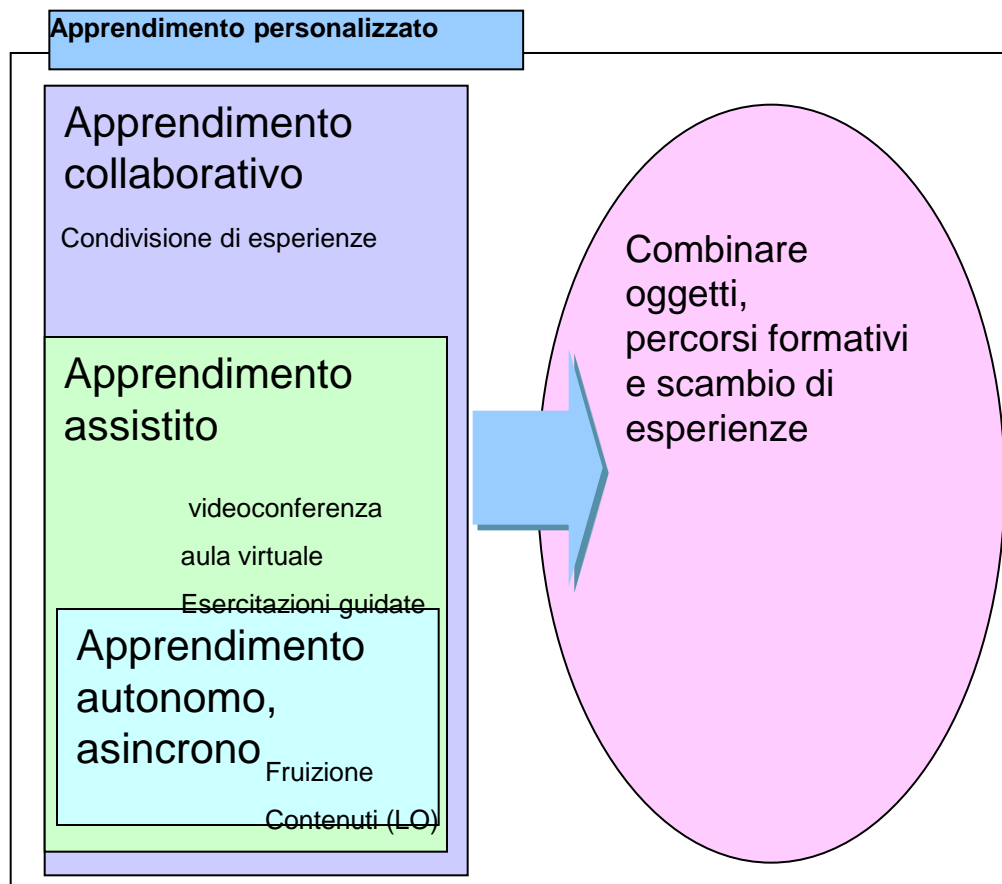 Apprendimento personalizzato
Apprendimento
collaborativo
Condivisione di esperienze
Apprendimento
assistito
videoconferenza
aula virtuale
Esercitazioni guidate
Apprendimento
autonomo,
asincrono
Fruizione
Contenuti (LO)
Combinare
oggetti,
percorsi formativi
e scambio di
esperienze